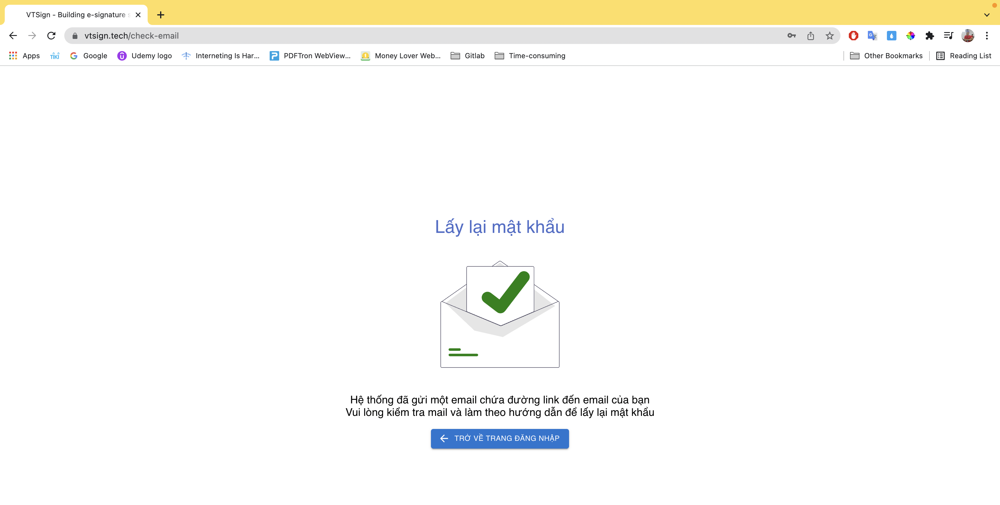 VTSign - Building e-signature
vtsign.tech/check-email
Apps
TIKI
Google
Udemy logo
Interneting Is Har...
PDFTron WebView...
Money Lover Web...
Gitlab
Time-consuming
Other Bookmarks
Reading List
Lấy lại mật khẩu
Hệ thống đã gửi một email chứa đường link đến email của bạn
Vui lòng kiểm tra mail và làm theo hướng dẫn để lấy lại mật khẩu
TRỞ VỀ TRANG ĐĂNG NHẬP